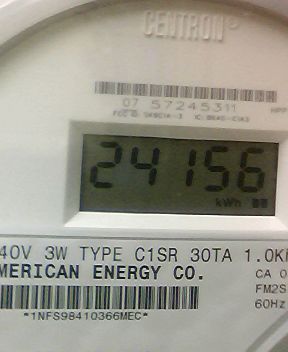 CENTRON®
07 57245311
24156
kWh
40V 3W TYPE C1SR 30TA 1.0K
MERICAN ENERGY CO.
CA 0
FM2S
60Hz
*1NFS98410366MEC*